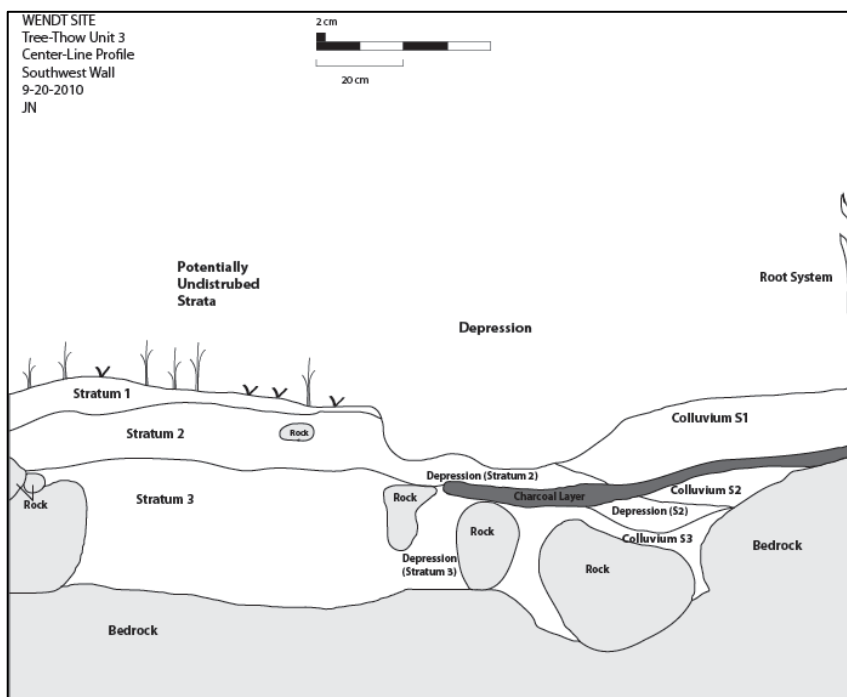 WENDT SITE
Tree-Thow Unit 3
Center-Line Profile
Southwest Wall
9-20-2010
JN
2 cm
20 cm
Potentially
Undistrubed
Strata
Root System
Depression
Stratum 1
Colluvium S1
Stratum 2
Rock
Depression (Stratum 2)
Colluvium S2
Stratum 3
Rock
Charcoal Layer
Rock
Depression (S2)
Rock
Colluvium S3
Bedrock
Depression
(Stratum 3)
Rock
Bedrock